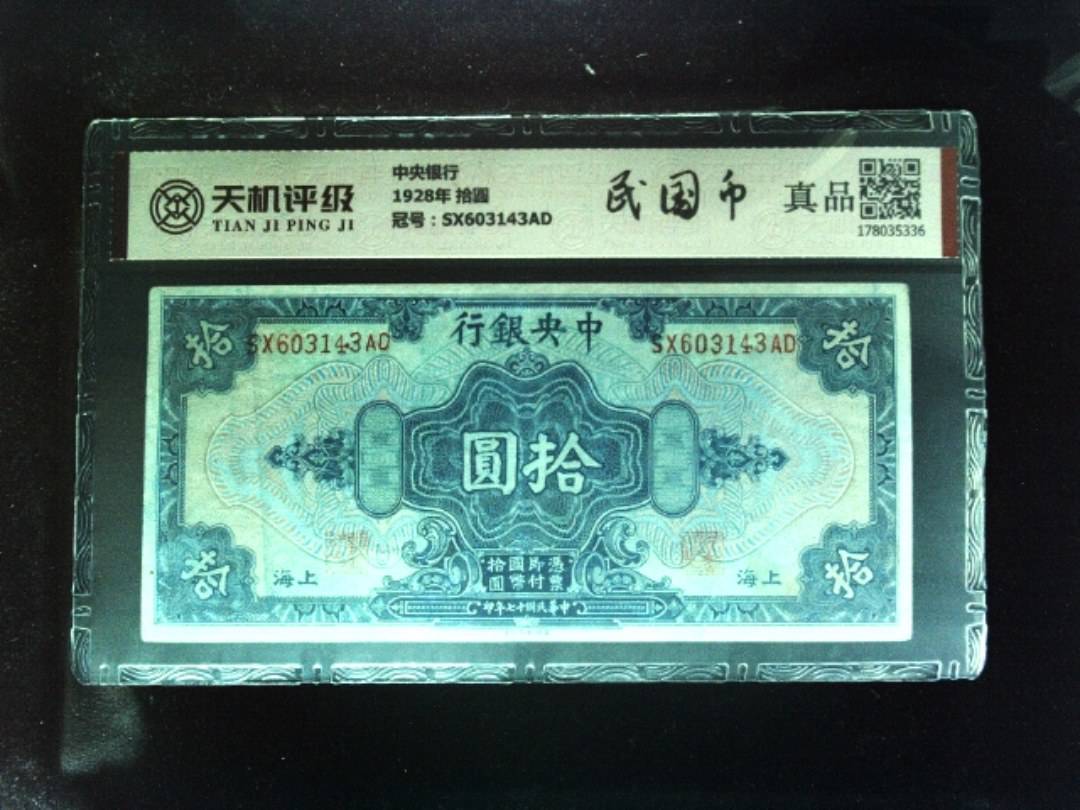 天机评级
TIAN JI PING JI
中央银行
1928年 拾圆
冠号：SX603143AD
民国币
真品
178035336
行銀央中
拾
SX603143AD
SX603143AD
拾
圓拾
拾
海上
拾國即憑
圓幣付票
海上
拾
印年七十國民華中